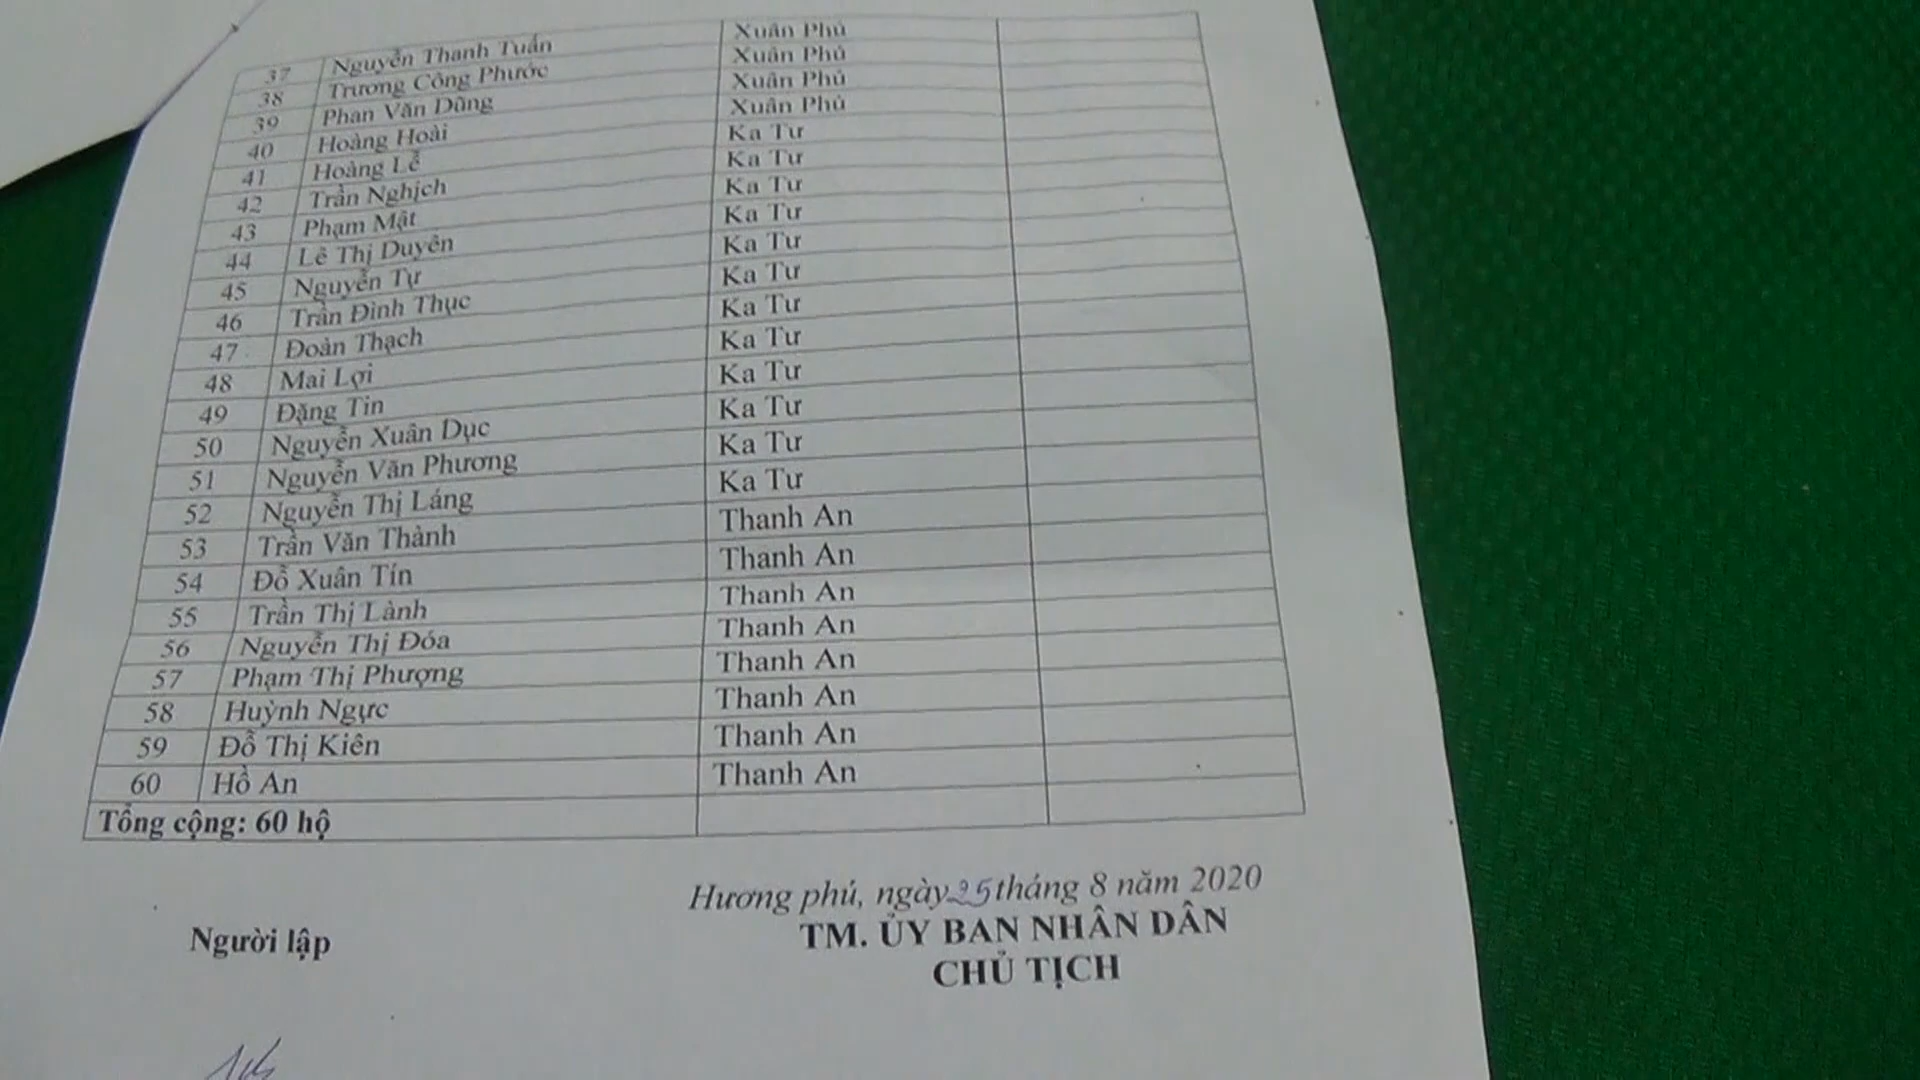 37 Nguyễn Thanh Tuấn Xuân Phú
38 Trương Công Phước Xuân Phú
39 Phan Văn Dũng Xuân Phú
40 Hoàng Hoài Xuân Phú
41 Hoàng Lễ Ka Tư
42 Trần Nghịch Ka Tư
43 Phạm Mật Ka Tư
44 Lê Thị Duyên Ka Tư
45 Nguyễn Tự Ka Tư
46 Trần Đình Thục Ka Tư
47 Đoàn Thạch Ka Tư
48 Mai Lợi Ka Tư
49 Đặng Tin Ka Tư
50 Nguyễn Xuân Dục Ka Tư
51 Nguyễn Văn Phương Ka Tư
52 Nguyễn Thị Láng Ka Tư
53 Trần Văn Thành Thanh An
54 Đỗ Xuân Tín Thanh An
55 Trần Thị Lành Thanh An
56 Nguyễn Thị Đóa Thanh An
57 Phạm Thị Phượng Thanh An
58 Huỳnh Ngực Thanh An
59 Đỗ Thị Kiên Thanh An
60 Hồ An Thanh An
Tổng cộng: 60 hộ
Hương phú, ngày 25 tháng 8 năm 2020
TM. ỦY BAN NHÂN DÂN
CHỦ TỊCH
Người lập